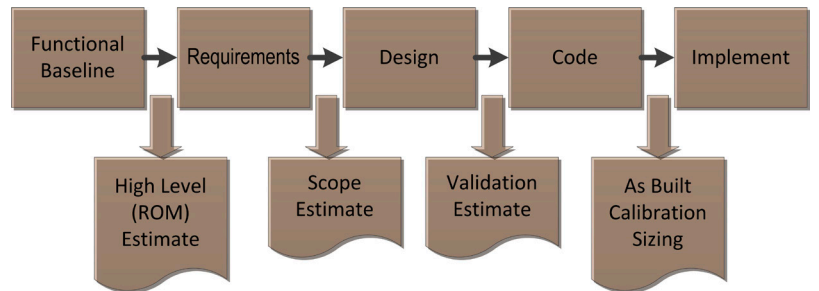 Functional
Baseline
Requirements
Design
Code
Implement
High Level
(ROM)
Estimate
Scope
Estimate
Validation
Estimate
As Built
Calibration
Sizing